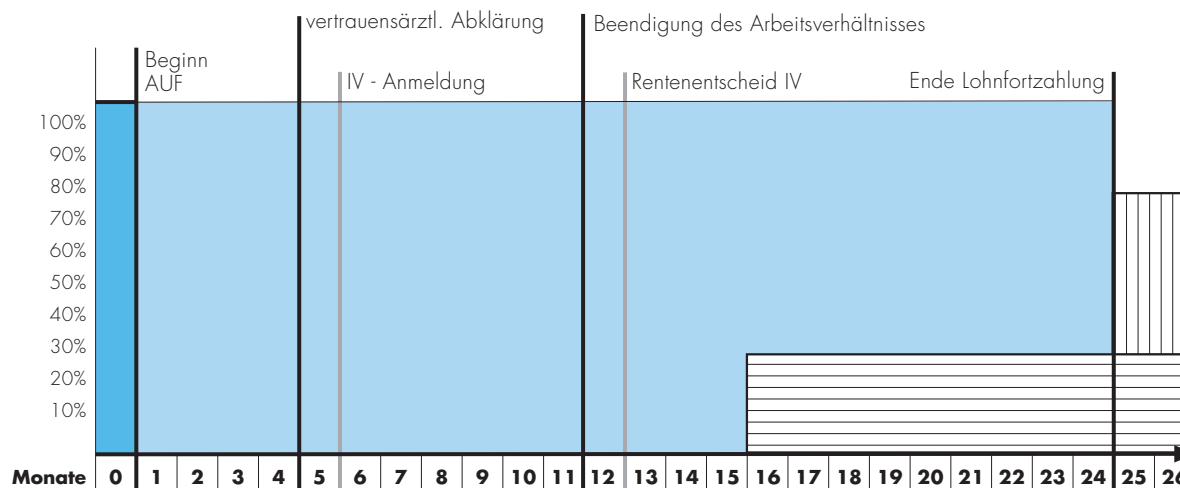 vertrauensärztl. Abklärung
Beendigung des Arbeitsverhältnisses
Beginn
AUF
IV - Anmeldung
Rentenentscheid IV
Ende Lohnfortzahlung
100%
90%
80%
70%
60%
50%
40%
30%
20%
10%
Monate 0 1 2 3 4 5 6 7 8 9 10 11 12 13 14 15 16 17 18 19 20 21 22 23 24 25 26